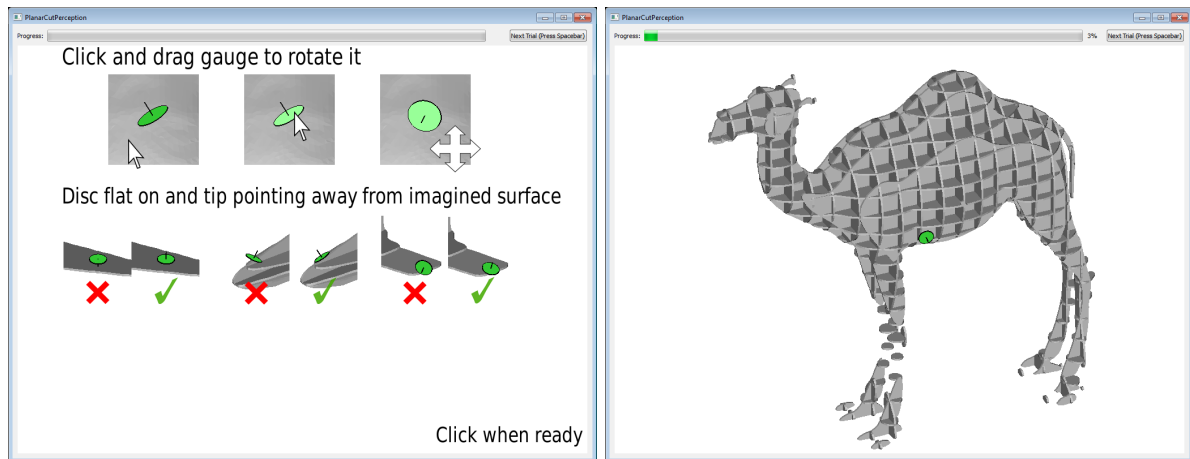 PlanarCutPerception
Progress:
Next Trial (Press Spacebar)
Click and drag gauge to rotate it
Disc flat on and tip pointing away from imagined surface
Click when ready
PlanarCutPerception
Progress:
3%
Next Trial (Press Spacebar)